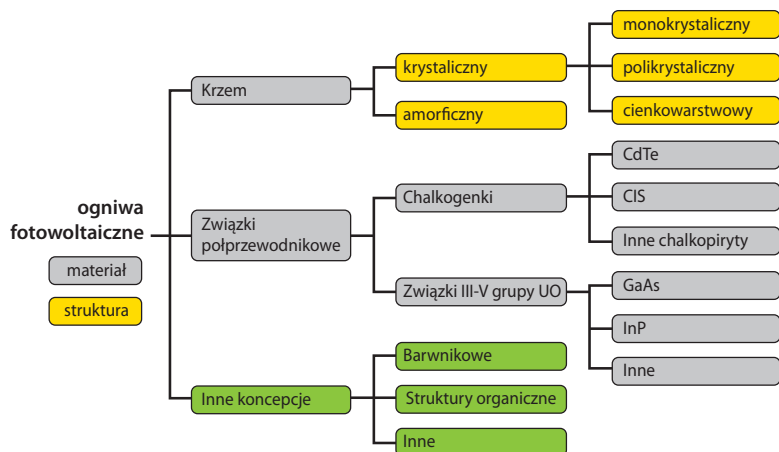 ogniwa
fotowoltaiczne
materiał
struktura
Krzem
krystaliczny
monokrystaliczny
polikrystaliczny
cienkowarstwowy
amorficzny
Związki
połprzewodnikowe
Chalkogenki
CdTe
CIS
Inne chalkopiryty
Związki III-V grupy UO
GaAs
InP
Inne
Inne koncepcje
Barwnikowe
Struktury organiczne
Inne